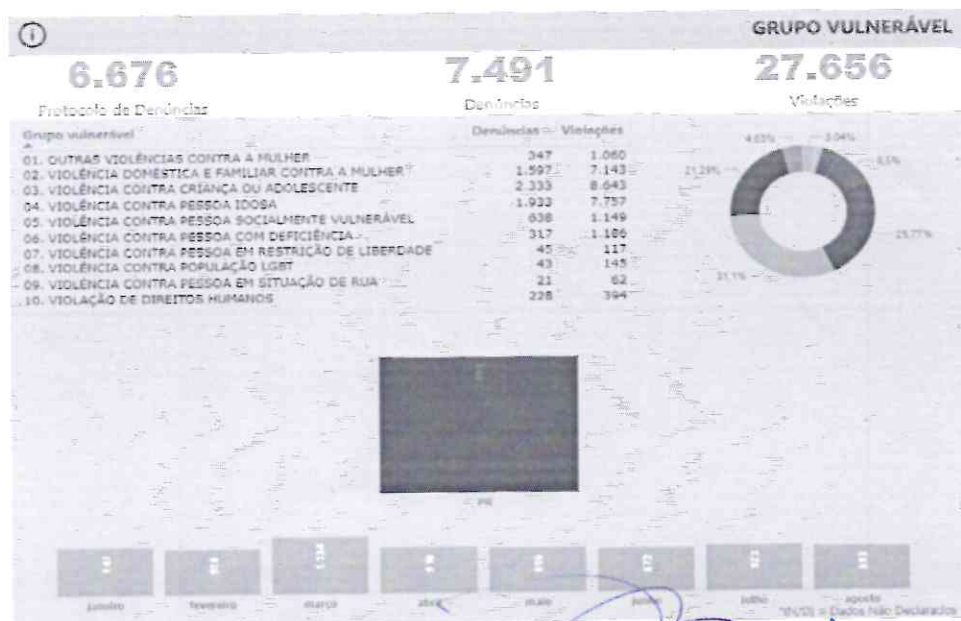 GRUPO VULNERÁVEL
6.676 7.491 27.656
Protocolo de Denúncias Denúncias Violações
Grupo vulnerável Denúncias Violações
01. OUTRAS VIOLÊNCIAS CONTRA A MULHER 347 1.060
02. VIOLÊNCIA DOMÉSTICA E FAMILIAR CONTRA A MULHER 1.597 7.143
03. VIOLÊNCIA CONTRA CRIANÇA OU ADOLESCENTE 2.333 8.643
04. VIOLÊNCIA CONTRA PESSOA IDOSA 1.933 7.757
05. VIOLÊNCIA CONTRA PESSOA SOCIALMENTE VULNERÁVEL 638 1.149
06. VIOLÊNCIA CONTRA PESSOA COM DEFICIÊNCIA 317 1.186
07. VIOLÊNCIA CONTRA PESSOA EM RESTRIÇÃO DE LIBERDADE 45 117
08. VIOLÊNCIA CONTRA POPULAÇÃO LGBT 43 145
09. VIOLÊNCIA CONTRA PESSOA EM SITUAÇÃO DE RUA 21 62
10. VIOLAÇÃO DE DIREITOS HUMANOS 228 394
4.63% 3.04%
21,29% 8,5%
25,77%
31,1%
janeiro fevereiro março abril maio junho julho agosto
*(N/D) = Dados Não Declarados